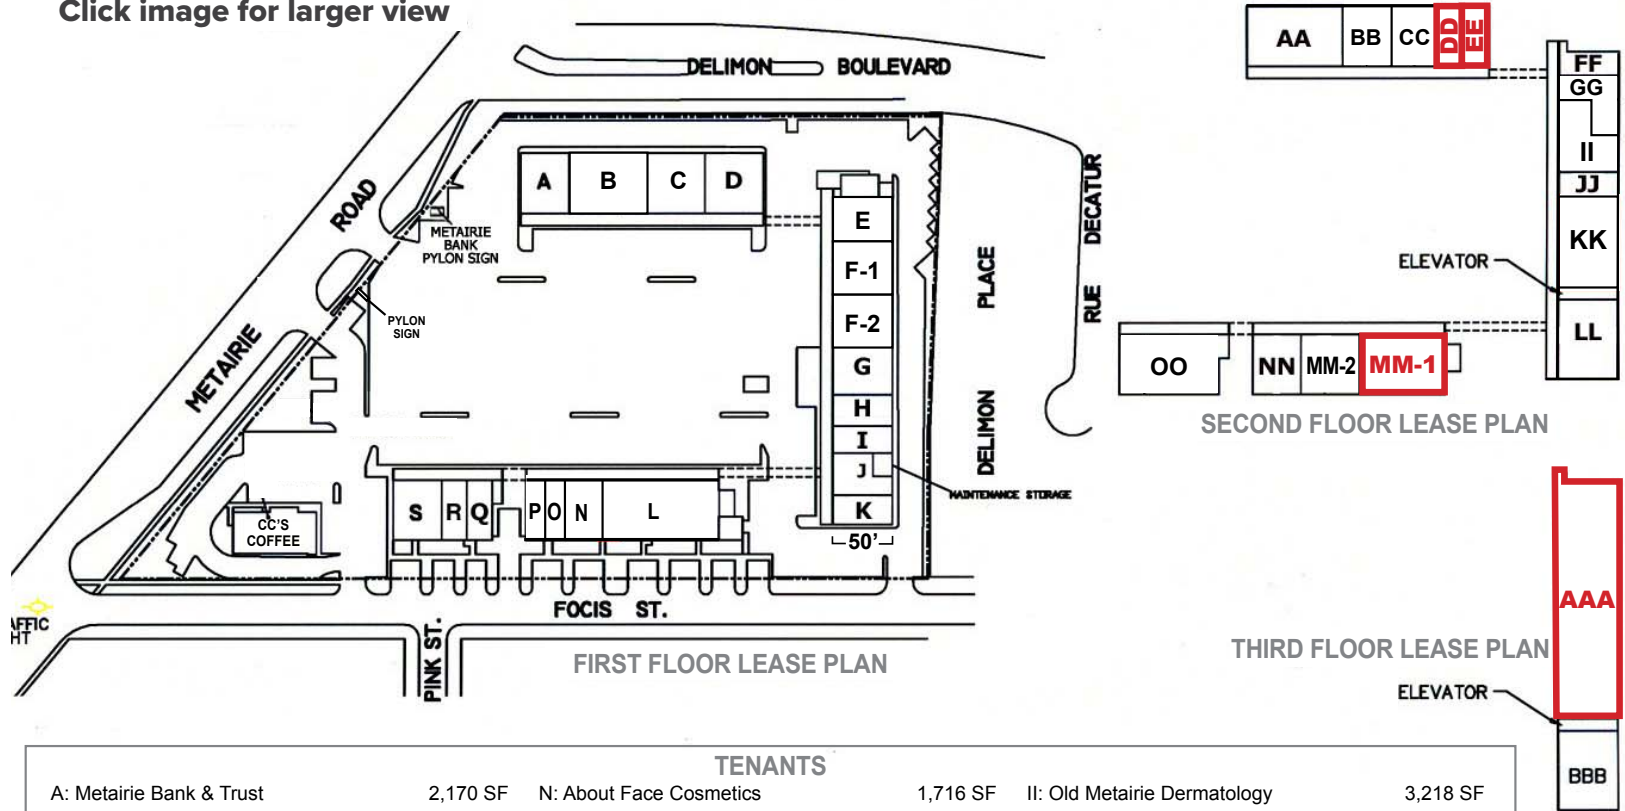 Click image for larger view
DELIMON BOULEVARD
METAIRIE ROAD
METAIRIE
BANK
PYLON SIGN
PYLON
SIGN
A B C D
E
F-1
F-2
G
H
I
J
K
50'
MAINTENANCE STORAGE
DELIMON PLACE
RUE DECATUR
S R Q P O N L
CC'S
COFFEE
FOCIS ST.
PINK ST.
AFFIC
HT
FIRST FLOOR LEASE PLAN
AA BB CC DD EE
FF
GG
II
JJ
KK
ELEVATOR
LL
OO NN MM-2 MM-1
SECOND FLOOR LEASE PLAN
AAA
THIRD FLOOR LEASE PLAN
ELEVATOR
BBB
TENANTS
A: Metairie Bank & Trust 2,170 SF N: About Face Cosmetics 1,716 SF II: Old Metairie Dermatology 3,218 SF